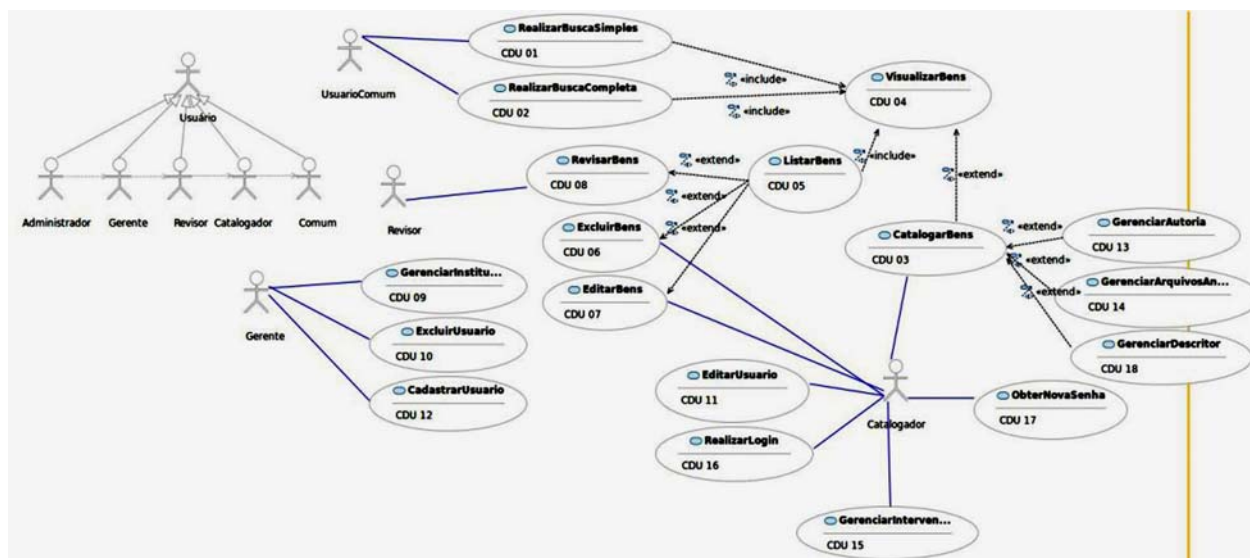 RealizarBuscaSimples
CDU 01
UsuarioComum
RealizarBuscaCompleta
CDU 02
«include»
«include»
VisualizarBens
CDU 04
Usuário
Administrador
Gerente
Revisor
Catalogador
Comum
Revisor
RevisarBens
CDU 08
«extend»
«extend»
«extend»
ListarBens
CDU 05
«include»
«extend»
ExcluirBens
CDU 06
EditarBens
CDU 07
CatalogarBens
CDU 03
«extend»
«extend»
«extend»
GerenciarAutoria
CDU 13
GerenciarArquivosAn...
CDU 14
GerenciarDescritor
CDU 18
Gerente
GerenciarInstitu...
CDU 09
ExcluirUsuario
CDU 10
CadastrarUsuario
CDU 12
EditarUsuario
CDU 11
RealizarLogin
CDU 16
Catalogador
ObterNovaSenha
CDU 17
GerenciarInterven...
CDU 15